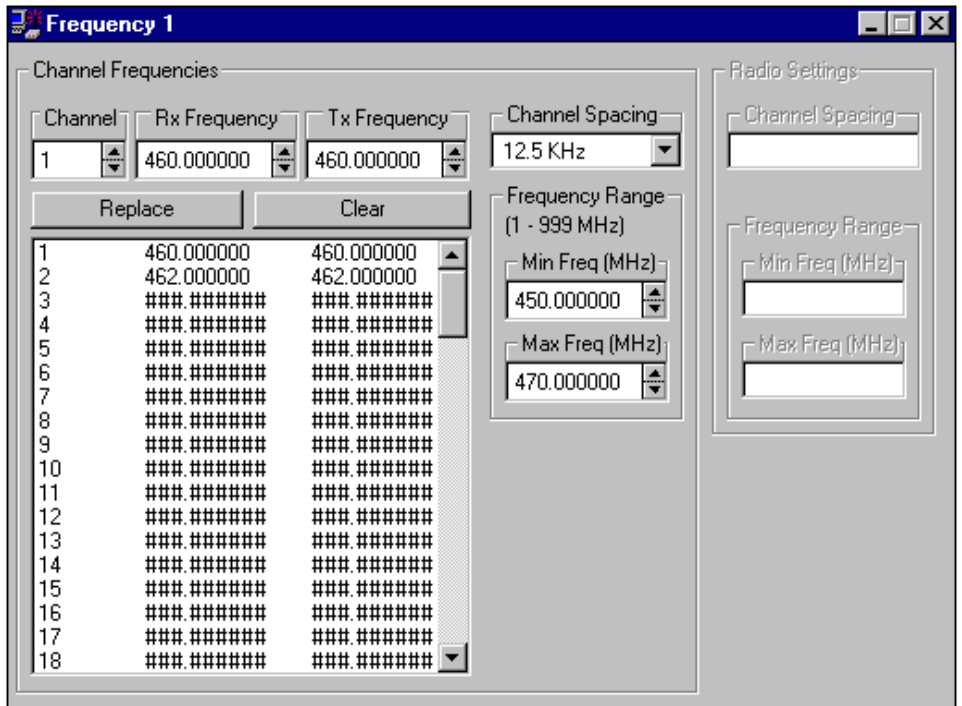 Frequency 1
Channel Frequencies
Channel Rx Frequency Tx Frequency
1 460.000000 460.000000
Replace Clear
1 460.000000 460.000000
2 462.000000 462.000000
3 ###.###### ###.######
4 ###.###### ###.######
5 ###.###### ###.######
6 ###.###### ###.######
7 ###.###### ###.######
8 ###.###### ###.######
9 ###.###### ###.######
10 ###.###### ###.######
11 ###.###### ###.######
12 ###.###### ###.######
13 ###.###### ###.######
14 ###.###### ###.######
15 ###.###### ###.######
16 ###.###### ###.######
17 ###.###### ###.######
18 ###.###### ###.######
Channel Spacing
12.5 KHz
Frequency Range
(1 - 999 MHz)
Min Freq (MHz)
450.000000
Max Freq (MHz)
470.000000
Radio Settings
Channel Spacing
Frequency Range
Min Freq (MHz)
Max Freq (MHz)